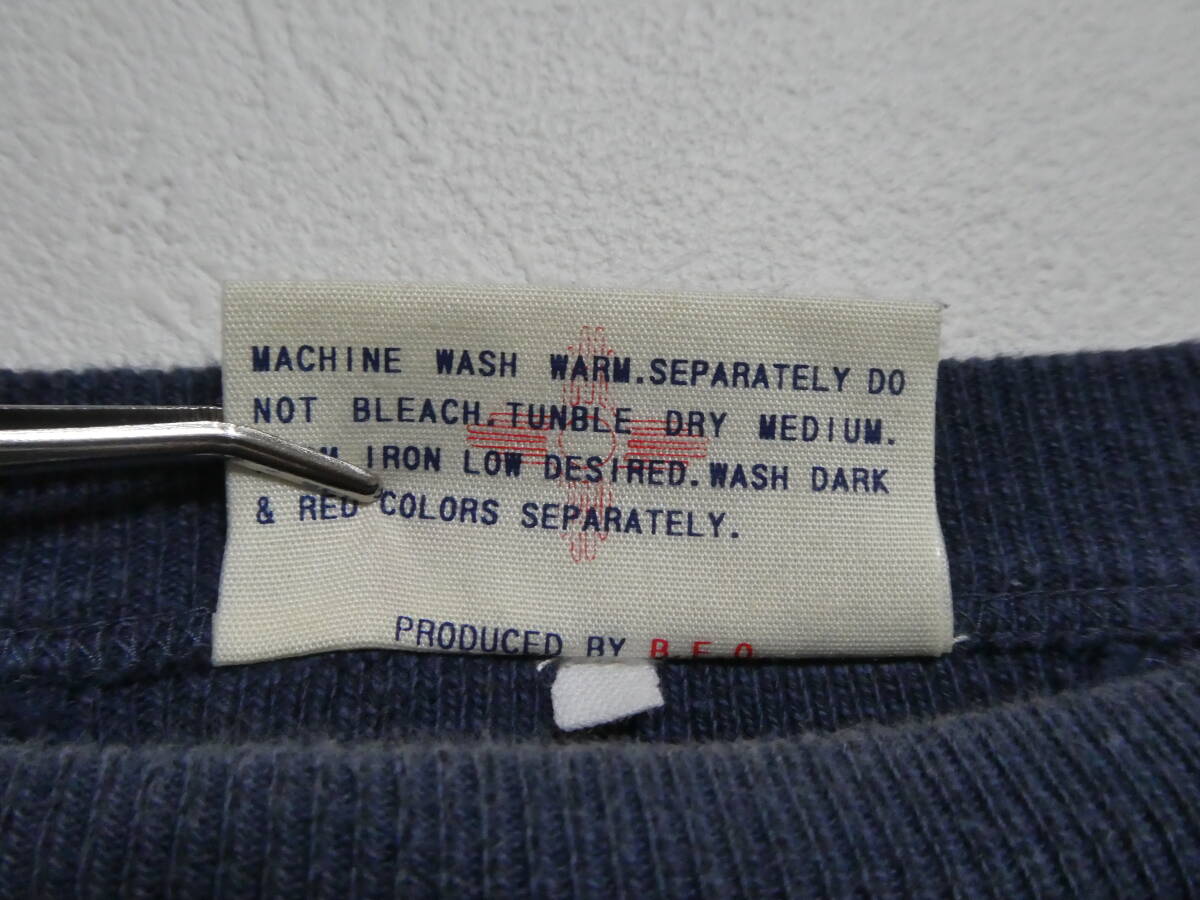 MACHINE WASH WARM.SEPARATELY DO
NOT BLEACH.TUNBLE DRY MEDIUM.
IRON LOW DESIRED.WASH DARK
& RED COLORS SEPARATELY.
PRODUCED BY